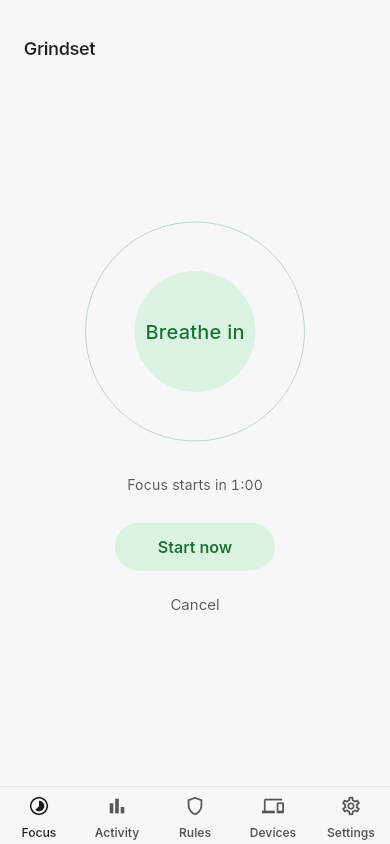 Grindset
Breathe in
Focus starts in 1:00
Start now
Cancel
Focus
Activity
Rules
Devices
Settings